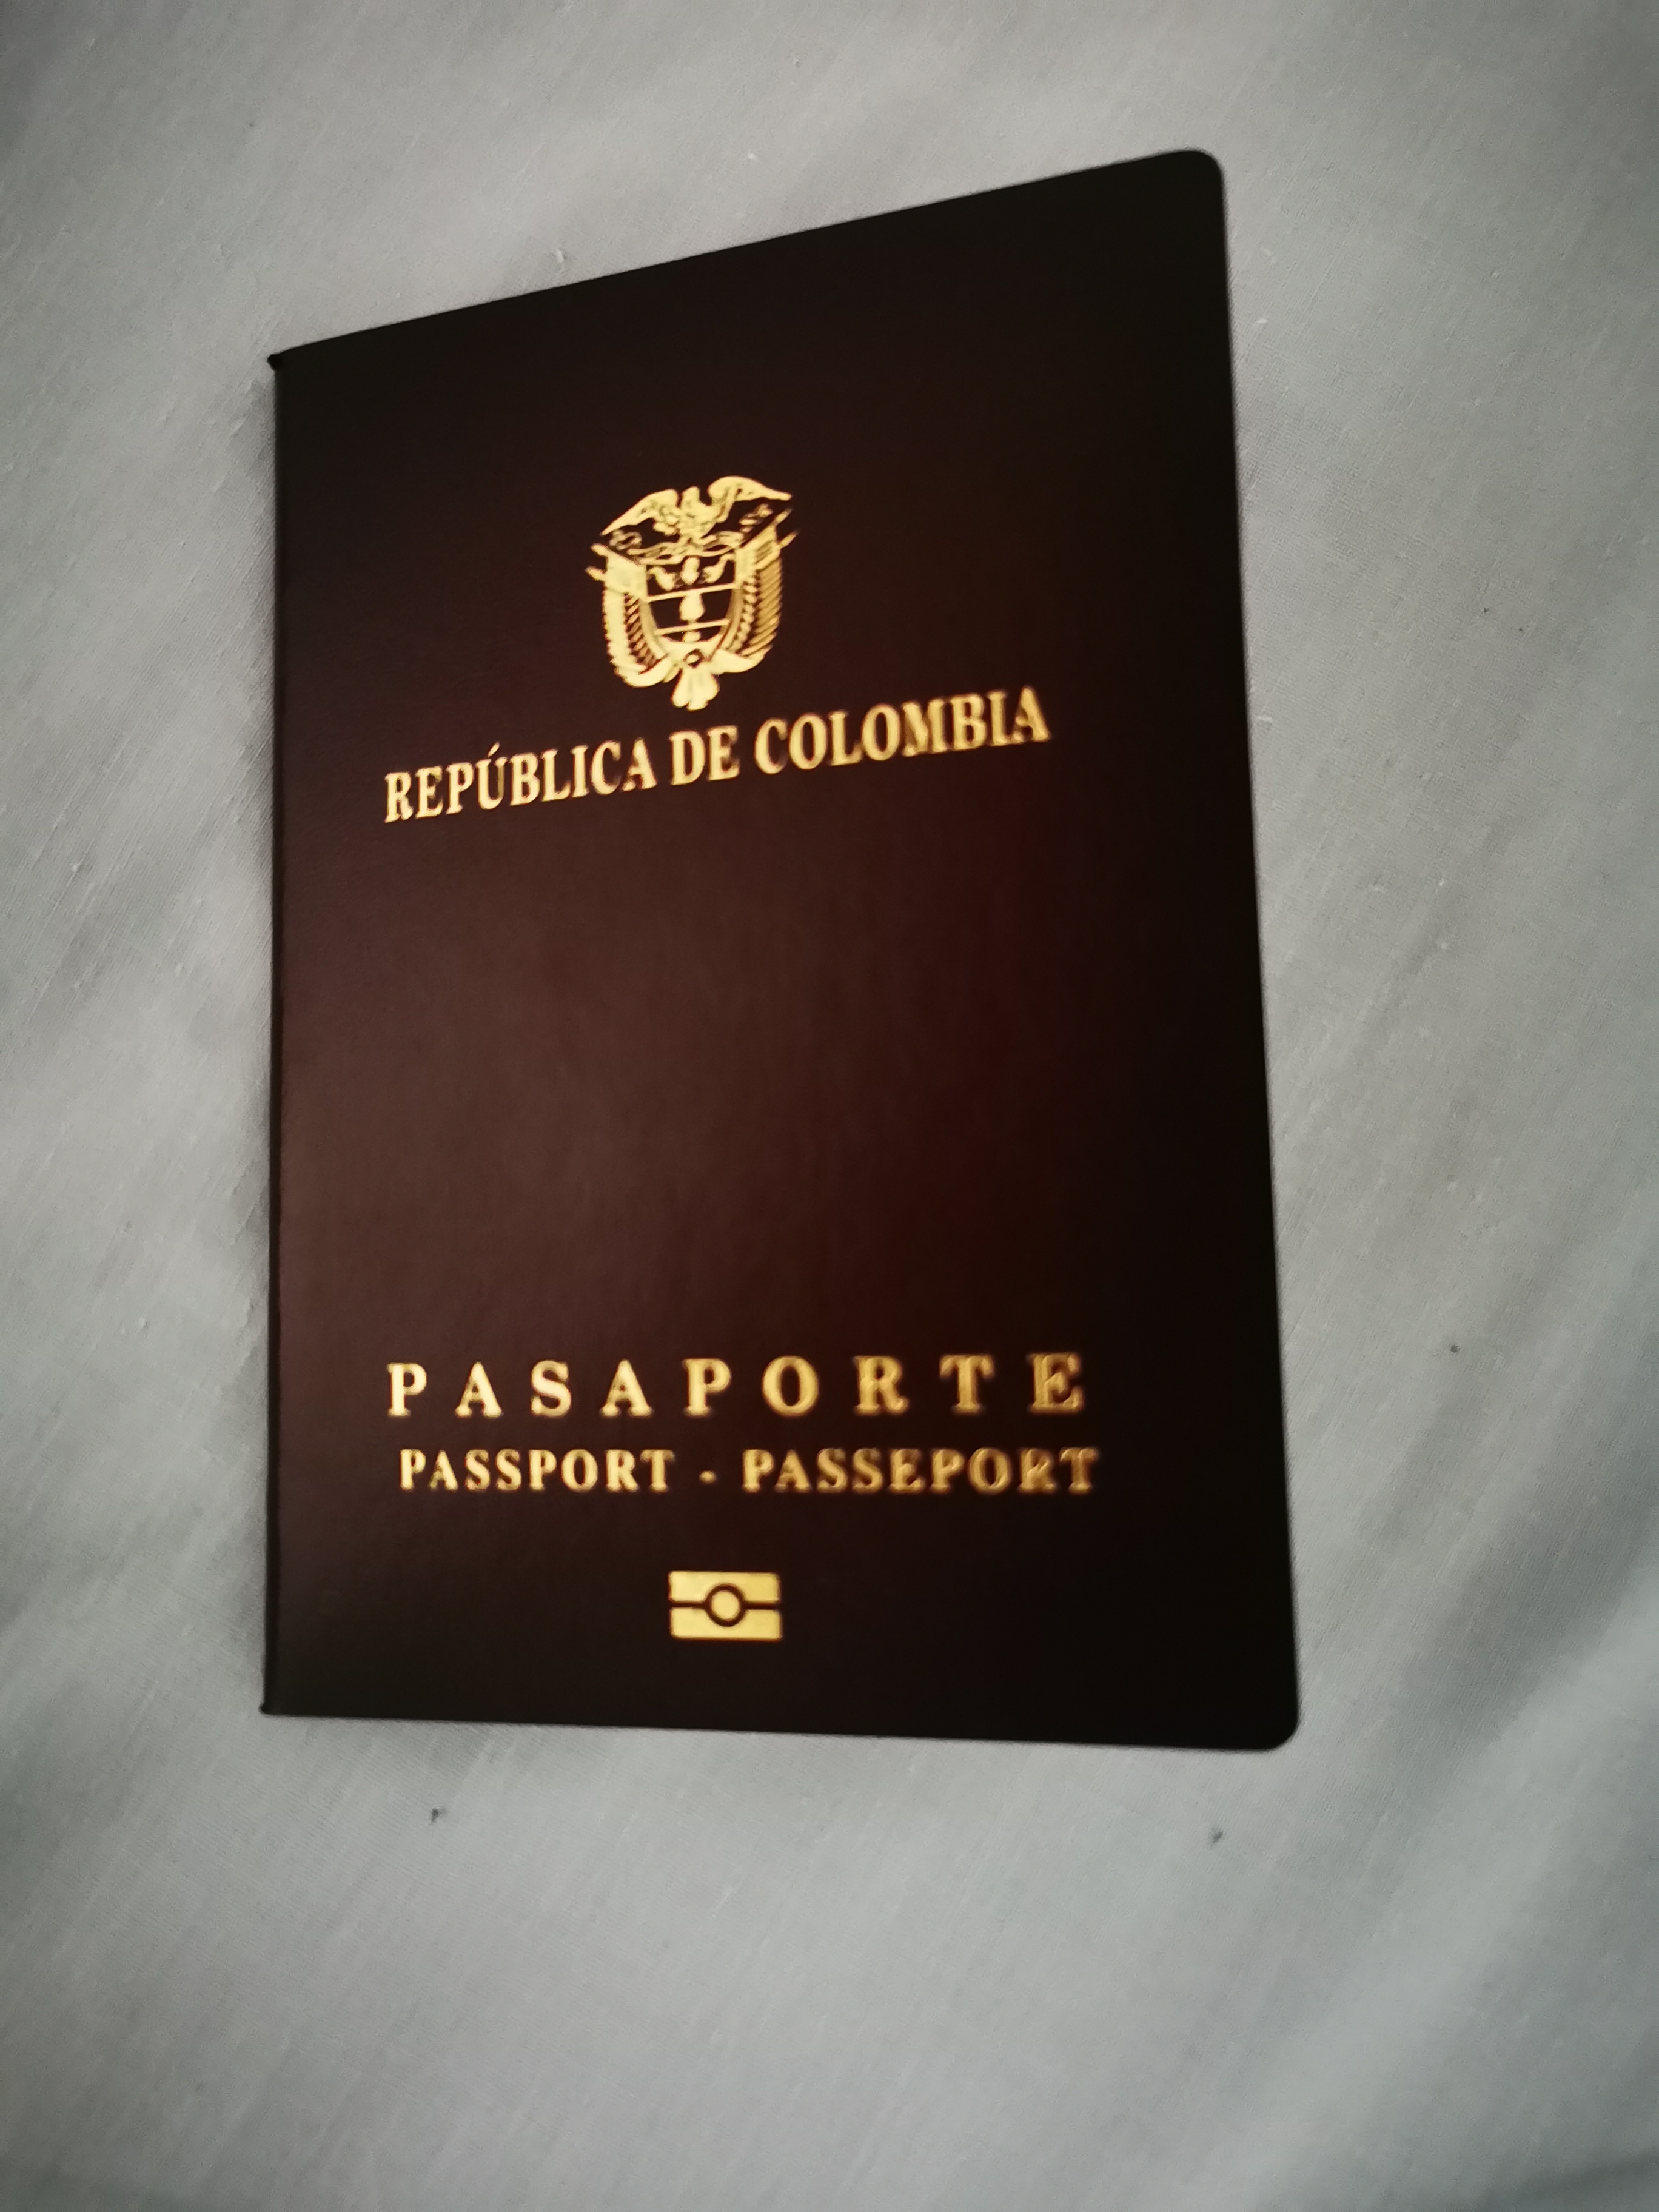 REPÚBLICA DE COLOMBIA
PASAPORTE
PASSPORT - PASSEPORT